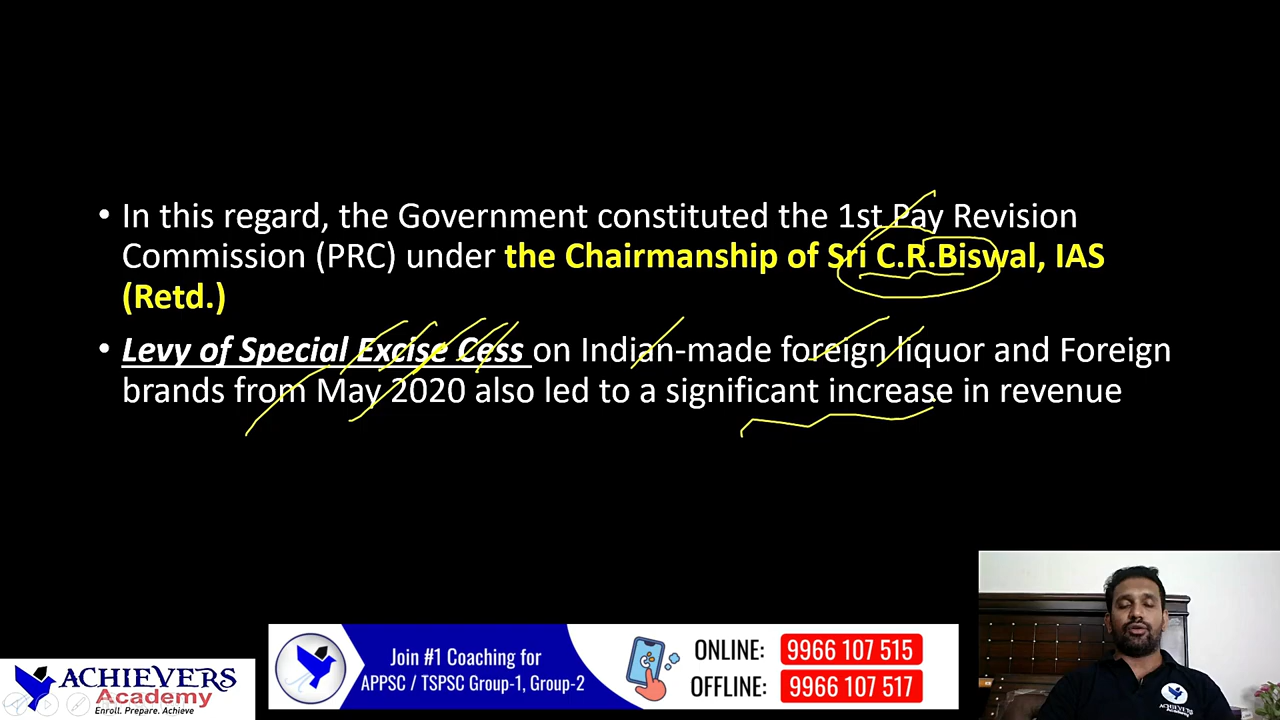 • In this regard, the Government constituted the 1st Pay Revision
Commission (PRC) under the Chairmanship of Sri C.R.Biswal, IAS
(Retd.)
• Levy of Special Excise Cess on Indian-made foreign liquor and Foreign
brands from May 2020 also led to a significant increase in revenue
Join #1 Coaching for
APPSC / TSPSC Group-1, Group-2
ONLINE: 9966 107 515
OFFLINE: 9966 107 517
ACHIEVERS
Academy
Enroll. Prepare. Achieve
ACHIEVERS